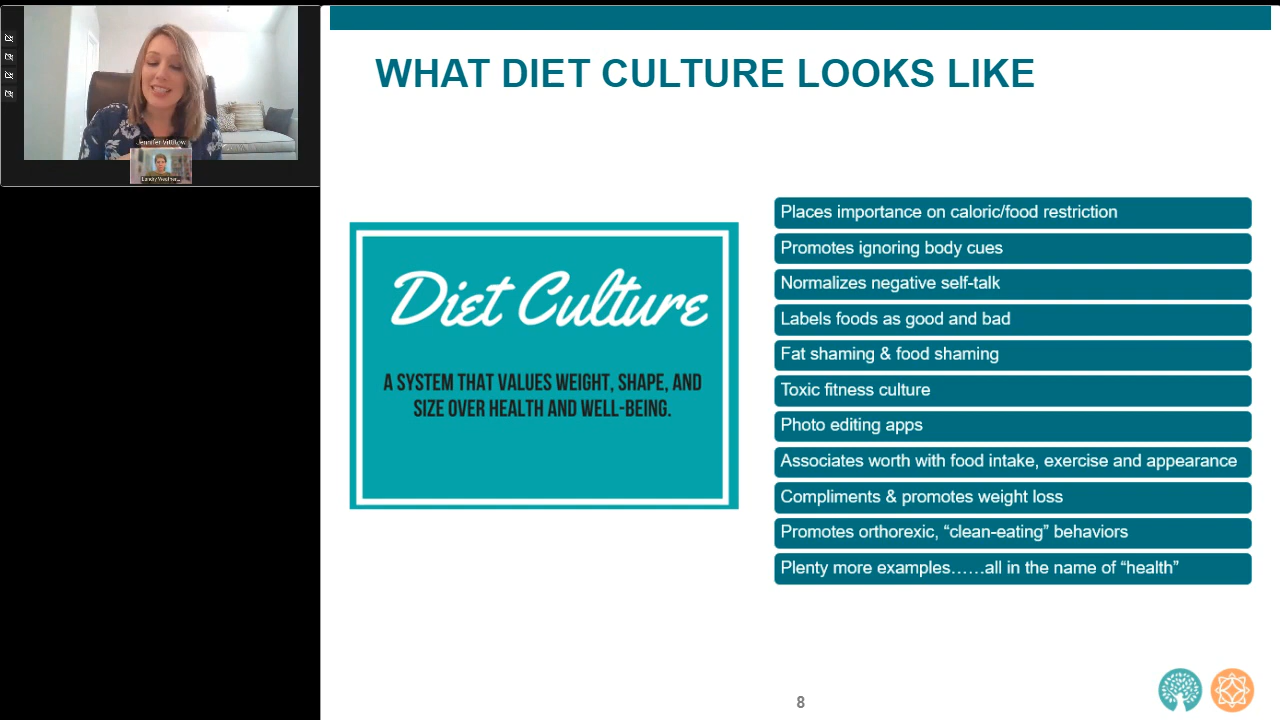 WHAT DIET CULTURE LOOKS LIKE
Jennifer Vittitow
Landry Weather...
Diet Culture
A SYSTEM THAT VALUES WEIGHT, SHAPE, AND
SIZE OVER HEALTH AND WELL-BEING.
Places importance on caloric/food restriction
Promotes ignoring body cues
Normalizes negative self-talk
Labels foods as good and bad
Fat shaming & food shaming
Toxic fitness culture
Photo editing apps
Associates worth with food intake, exercise and appearance
Compliments & promotes weight loss
Promotes orthorexic, “clean-eating” behaviors
Plenty more examples……all in the name of “health”
8